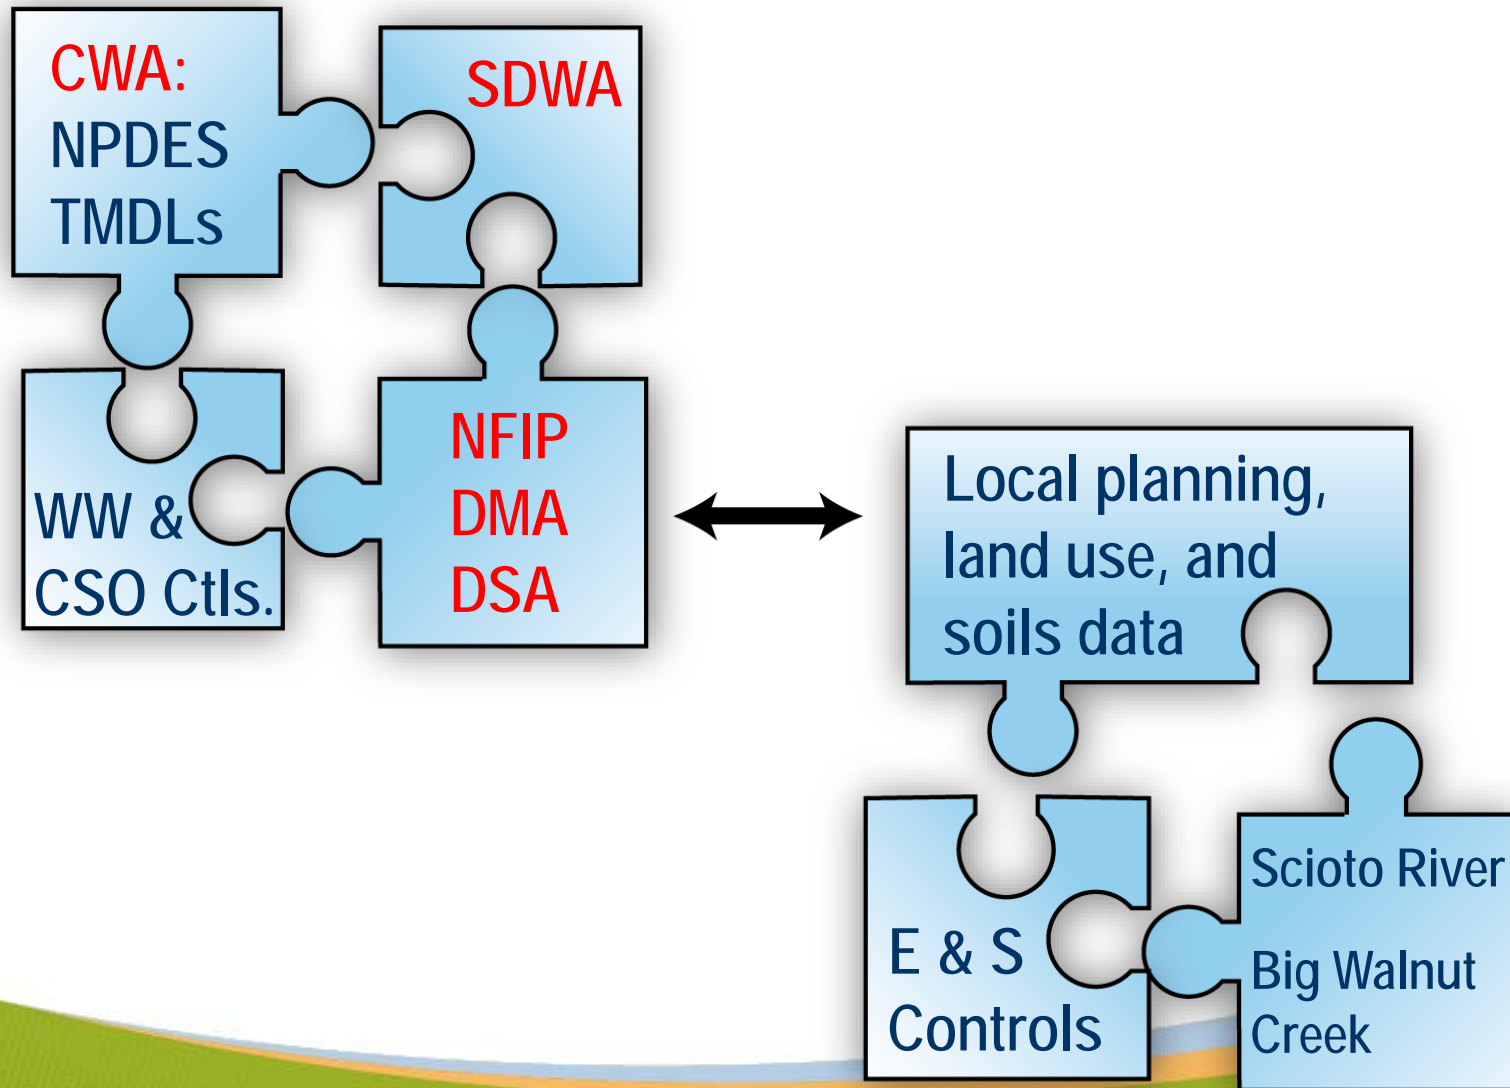 CWA:
NPDES
TMDLs
SDWA
WW &
CSO Ctls.
NFIP
DMA
DSA
Local planning,
land use, and
soils data
E & S
Controls
Scioto River
Big Walnut
Creek